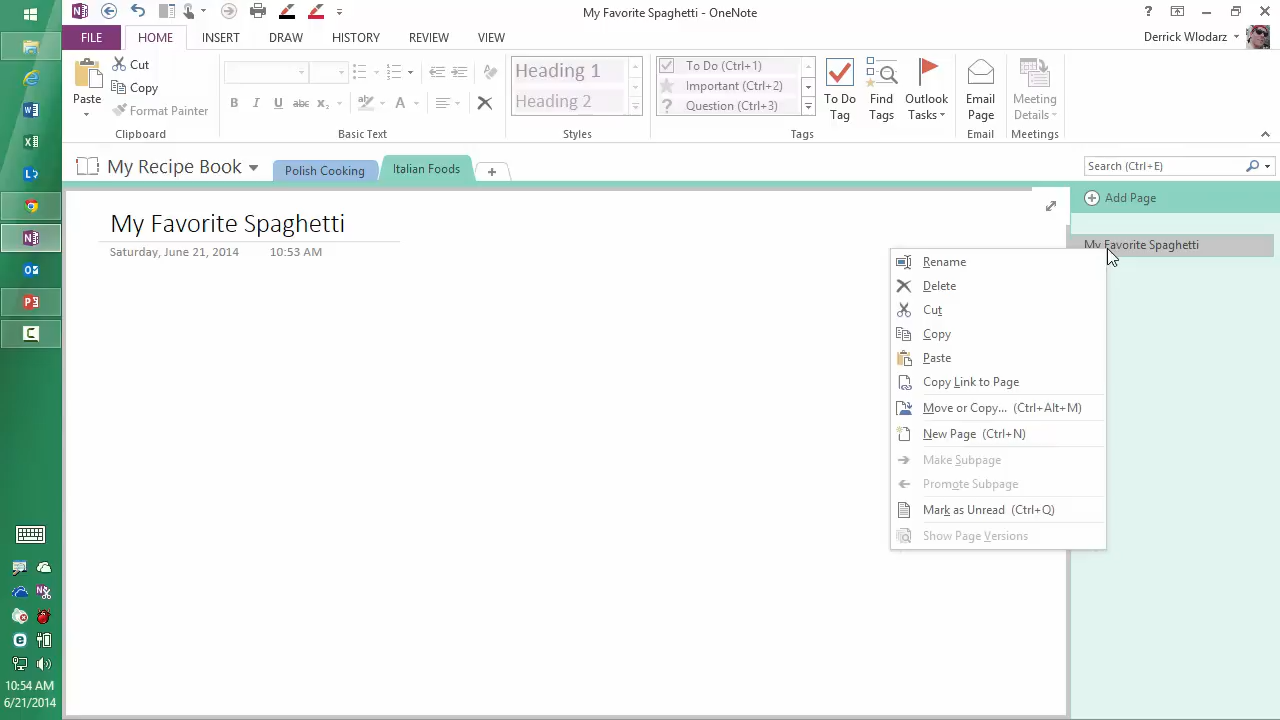 My Favorite Spaghetti - OneNote
?
FILE HOME INSERT DRAW HISTORY REVIEW VIEW
Derrick Wlodarz
Paste
Cut
Copy
Format Painter
Clipboard
B I U abc x₂ ab A
Basic Text
Heading 1
Heading 2
Styles
To Do (Ctrl+1)
Important (Ctrl+2)
? Question (Ctrl+3)
Tags
To Do
Tag
Find
Tags
Outlook
Tasks
Email
Page
Email
Meeting
Details
Meetings
My Recipe Book
Polish Cooking
Italian Foods
Search (Ctrl+E)
Add Page
My Favorite Spaghetti
My Favorite Spaghetti
Saturday, June 21, 2014 10:53 AM
Rename
Delete
Cut
Copy
Paste
Copy Link to Page
Move or Copy... (Ctrl+Alt+M)
New Page (Ctrl+N)
Make Subpage
Promote Subpage
Mark as Unread (Ctrl+Q)
Show Page Versions
10:54 AM
6/21/2014